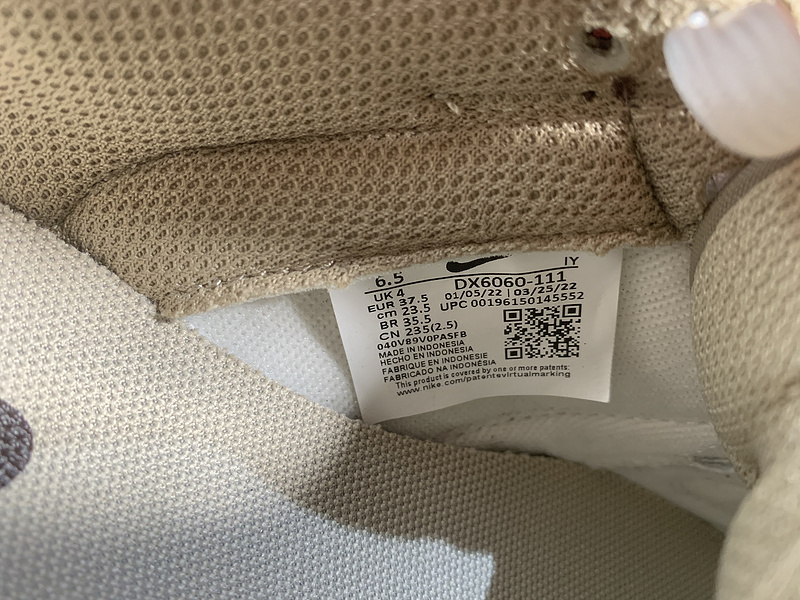 IY
6.5 DX6060-111
UK 4 01/05/22 | 03/25/22
EUR 37.5 UPC 00196150145552
cm 23.5
BR 35.5
CN 235(2.5)
040V89V0PASFB
MADE IN INDONESIA
HECHO EN INDONESIA
FABRIQUE EN INDONESIE
FABRICADO NA INDONÉSIA
This product is covered by one or more patents:
www.nike.com/patentsvirtualmarking